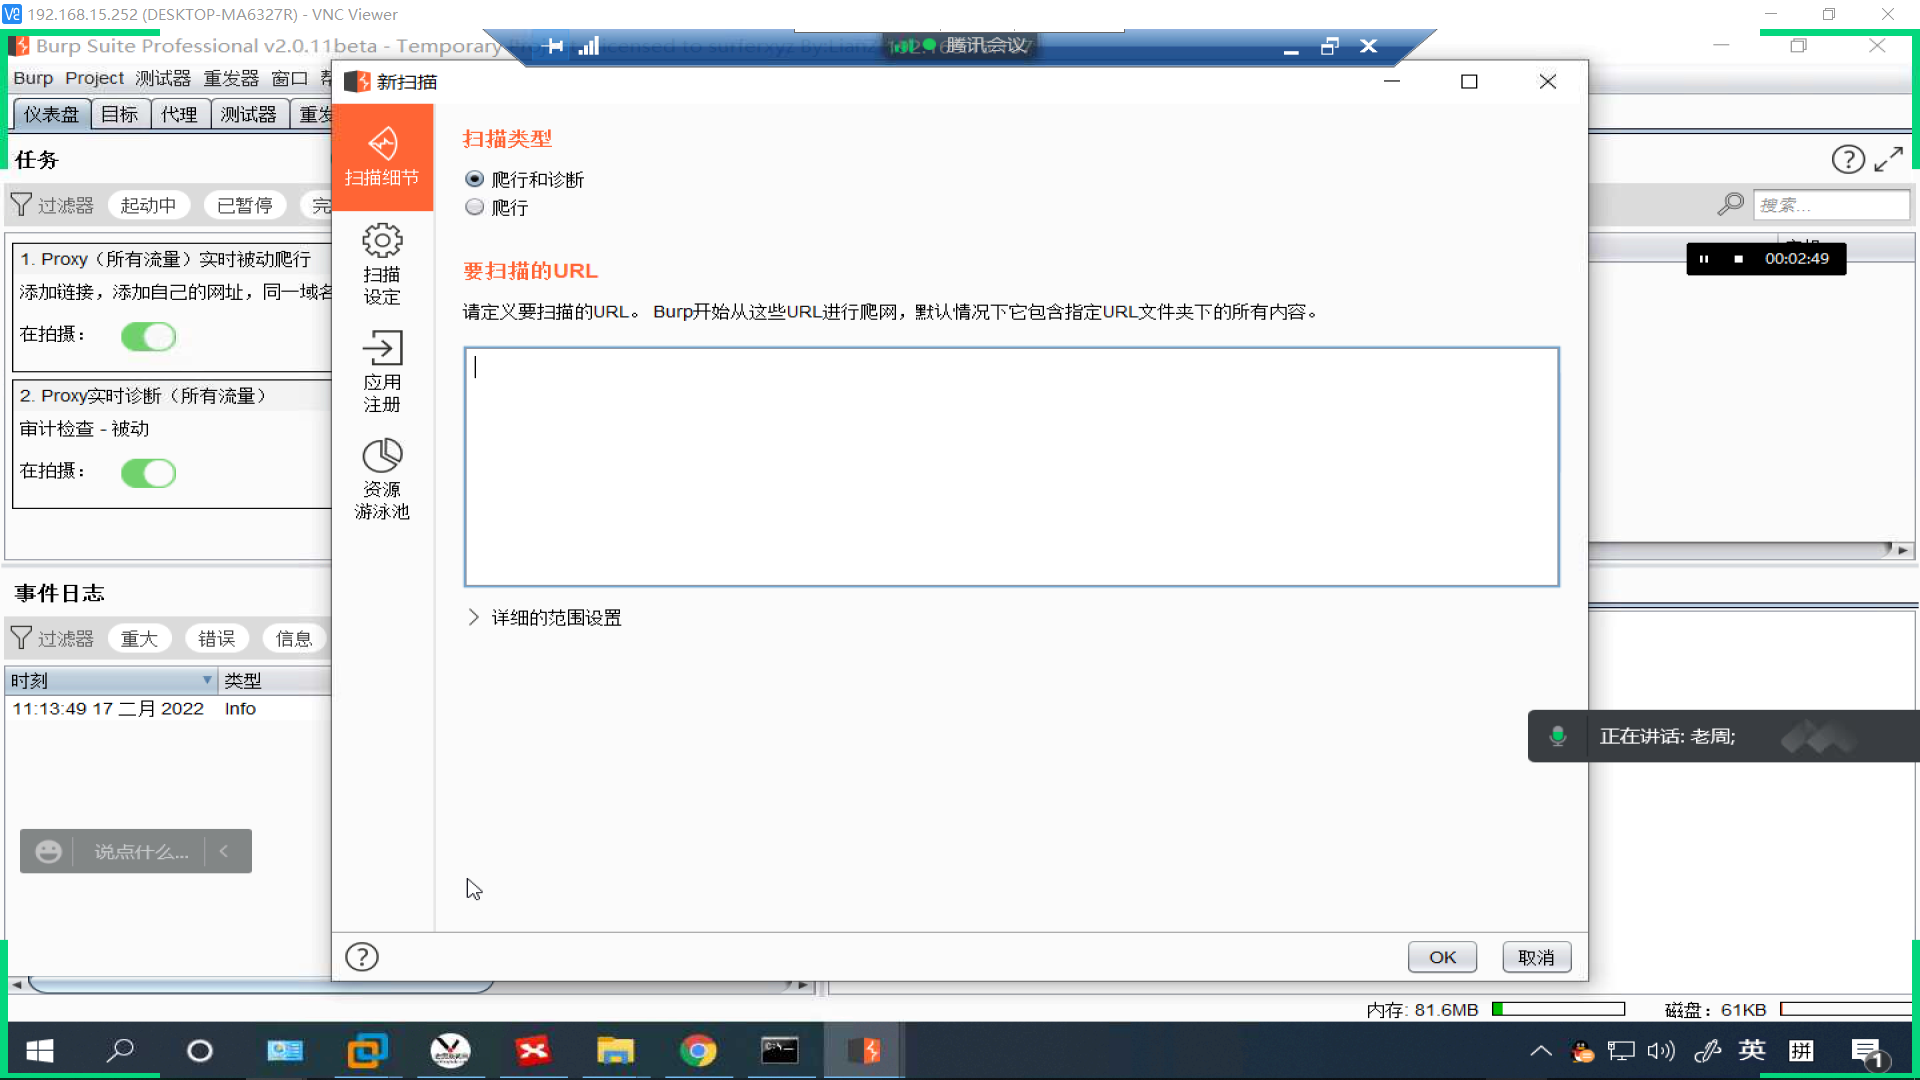 192.168.15.252 (DESKTOP-MA6327R) - VNC Viewer
Burp Suite Professional v2.0.11beta - Temporary
腾讯会议
Burp Project 测试器 重发器 窗口
仪表盘 目标 代理 测试器 重发
新扫描
任务
过滤器 起动中 已暂停 完
搜索...
1. Proxy（所有流量）实时被动爬行
添加链接，添加自己的网址，同一域名
在拍摄：
2. Proxy实时诊断（所有流量）
审计检查 - 被动
在拍摄：
扫描细节
扫描
设定
应用
注册
资源
游泳池
扫描类型
爬行和诊断
爬行
要扫描的URL
请定义要扫描的URL。 Burp开始从这些URL进行爬网，默认情况下它包含指定URL文件夹下的所有内容。
详细的范围设置
00:02:49
事件日志
过滤器 重大 错误 信息
时刻 类型
11:13:49 17 二月 2022 Info
正在讲话: 老周;
说点什么...
OK 取消
内存: 81.6MB 磁盘：61KB
英 拼 1